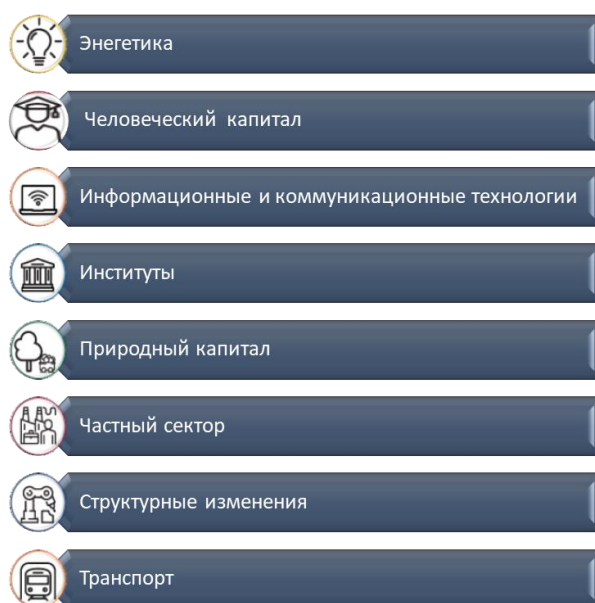 Энегетика
Человеческий капитал
Информационные и коммуникационные технологии
Институты
Природный капитал
Частный сектор
Структурные изменения
Транспорт